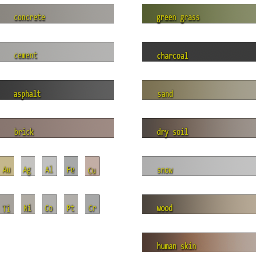 concrete
cement
asphalt
brick
Au Ag Al Fe Cu
Ti Ni Co Pt Cr
green grass
charcoal
sand
dry soil
snow
wood
human skin